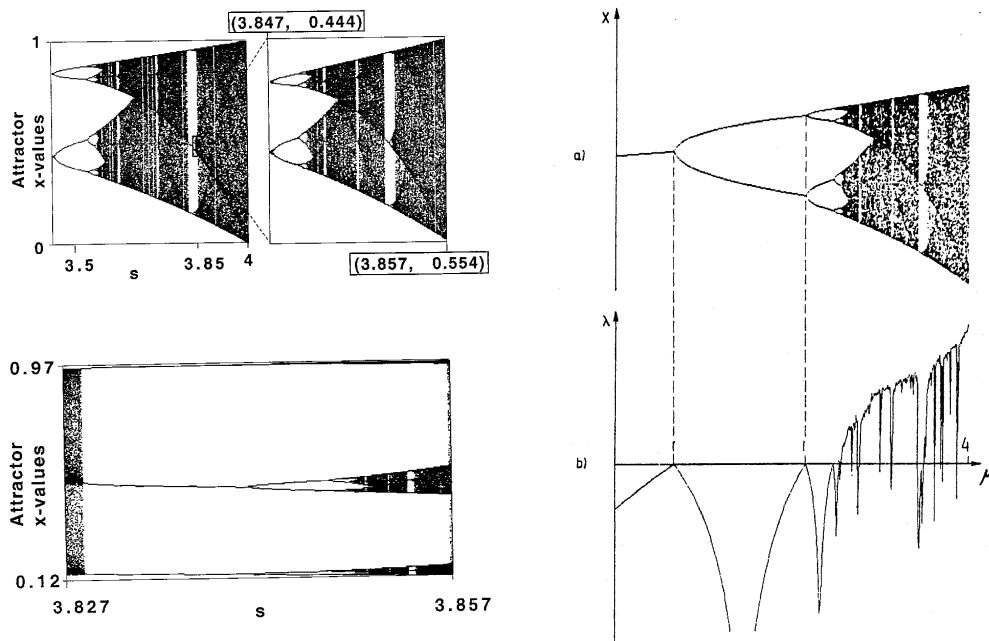 (3.847, 0.444)
1
Attractor
x-values
0
3.5
3.85
4
s
(3.857, 0.554)
0.97
Attractor
x-values
0.12
3.827
s
3.857
X
a)
λ
b)
4
μ